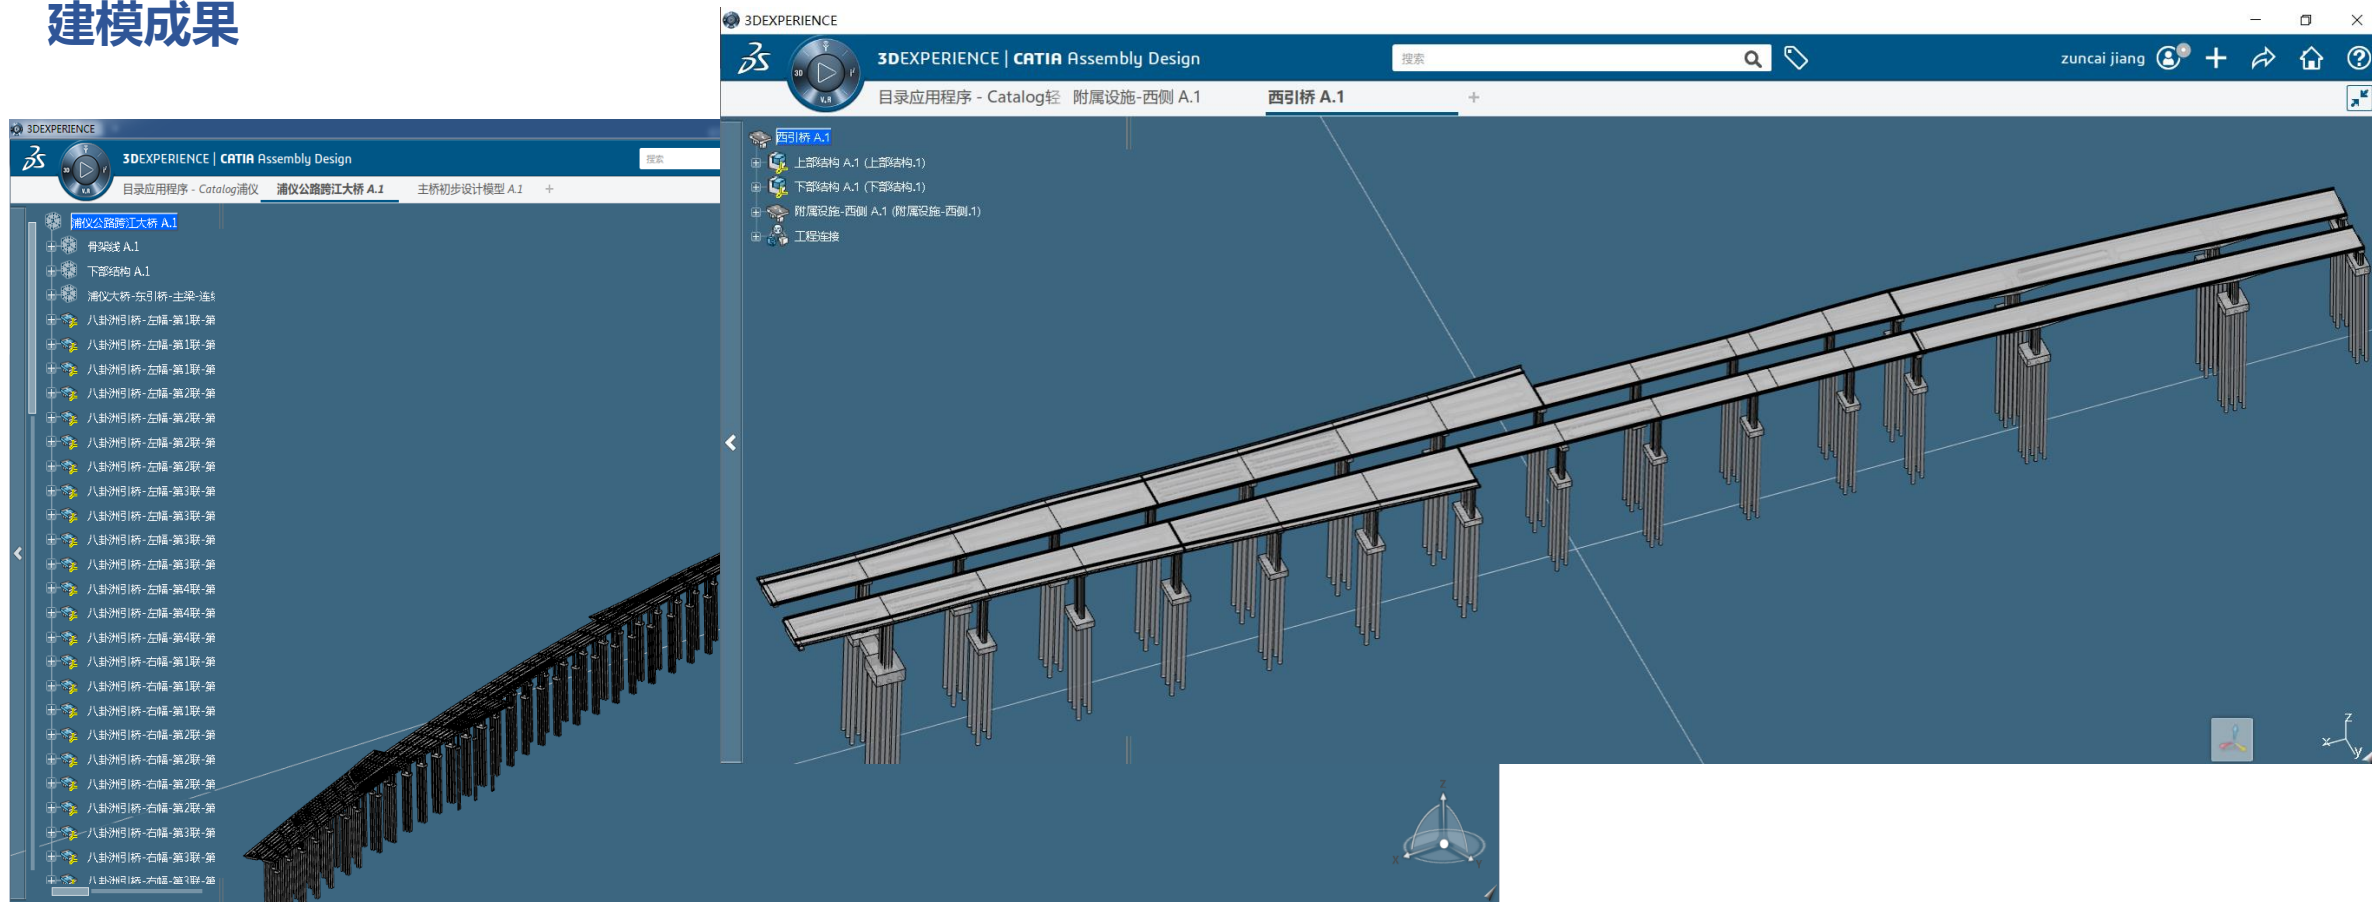 建模成果
3DEXPERIENCE
3DEXPERIENCE | CATIA Assembly Design
搜索
zuncai jiang
目录应用程序 - Catalog轻
附属设施-西侧 A.1
西引桥 A.1
西引桥 A.1
上部结构 A.1 (上部结构.1)
下部结构 A.1 (下部结构.1)
附属设施-西侧 A.1 (附属设施-西侧.1)
工程连接
3DEXPERIENCE
3DEXPERIENCE | CATIA Assembly Design
搜索
目录应用程序 - Catalog浦仪
浦仪公路跨江大桥 A.1
主桥初步设计模型 A.1
浦仪公路跨江大桥 A.1
骨架线 A.1
下部结构 A.1
浦仪大桥-东引桥-主梁-连
八卦洲引桥-左幅-第1联-第
八卦洲引桥-左幅-第1联-第
八卦洲引桥-左幅-第1联-第
八卦洲引桥-左幅-第2联-第
八卦洲引桥-左幅-第2联-第
八卦洲引桥-左幅-第2联-第
八卦洲引桥-左幅-第2联-第
八卦洲引桥-左幅-第3联-第
八卦洲引桥-左幅-第3联-第
八卦洲引桥-左幅-第3联-第
八卦洲引桥-左幅-第3联-第
八卦洲引桥-左幅-第4联-第
八卦洲引桥-左幅-第4联-第
八卦洲引桥-左幅-第4联-第
八卦洲引桥-右幅-第1联-第
八卦洲引桥-右幅-第1联-第
八卦洲引桥-右幅-第1联-第
八卦洲引桥-右幅-第2联-第
八卦洲引桥-右幅-第2联-第
八卦洲引桥-右幅-第2联-第
八卦洲引桥-右幅-第2联-第
八卦洲引桥-右幅-第3联-第
八卦洲引桥-右幅-第3联-第
八卦洲引桥-右幅-第3联-第